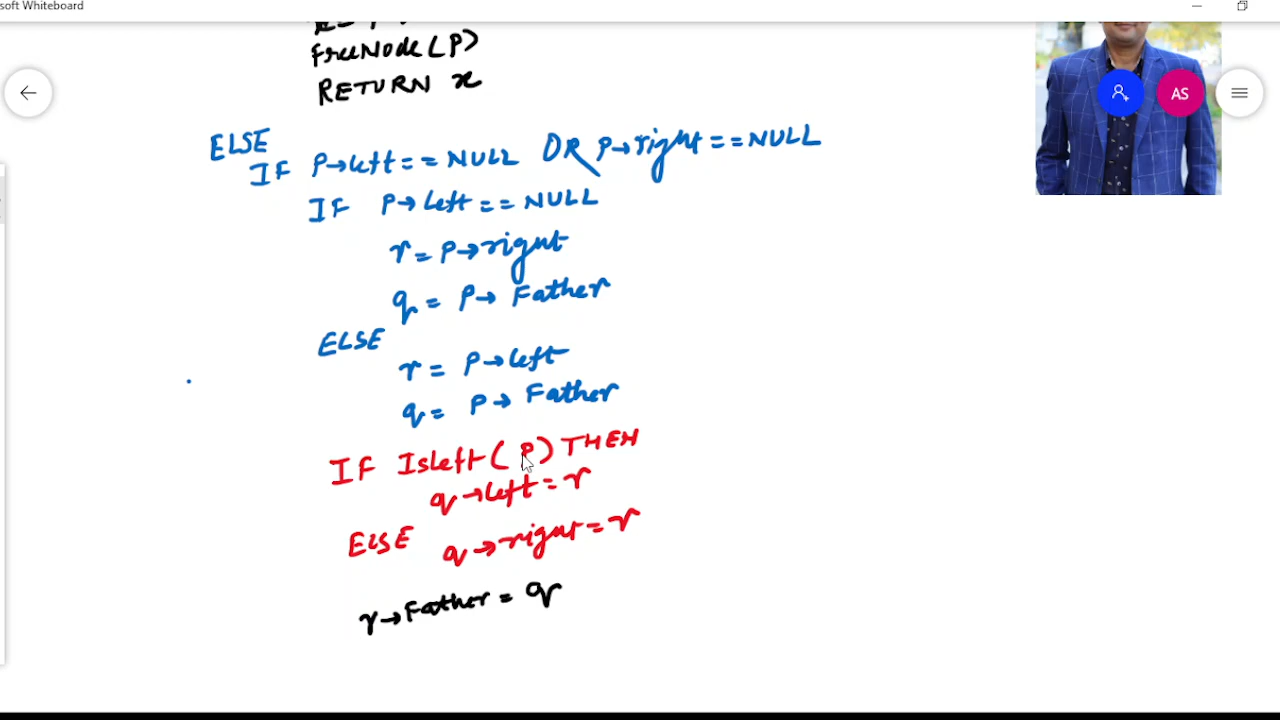 soft Whiteboard
FreeNode(P)
RETURN x
AS
ELSE
IF P→left==NULL OR P→right==NULL
IF P→left==NULL
r=P→right
q=P→Father
ELSE
r=P→left
q=P→Father
IF IsLeft(P) THEN
q→left=r
ELSE q→right=r
r→Father=q